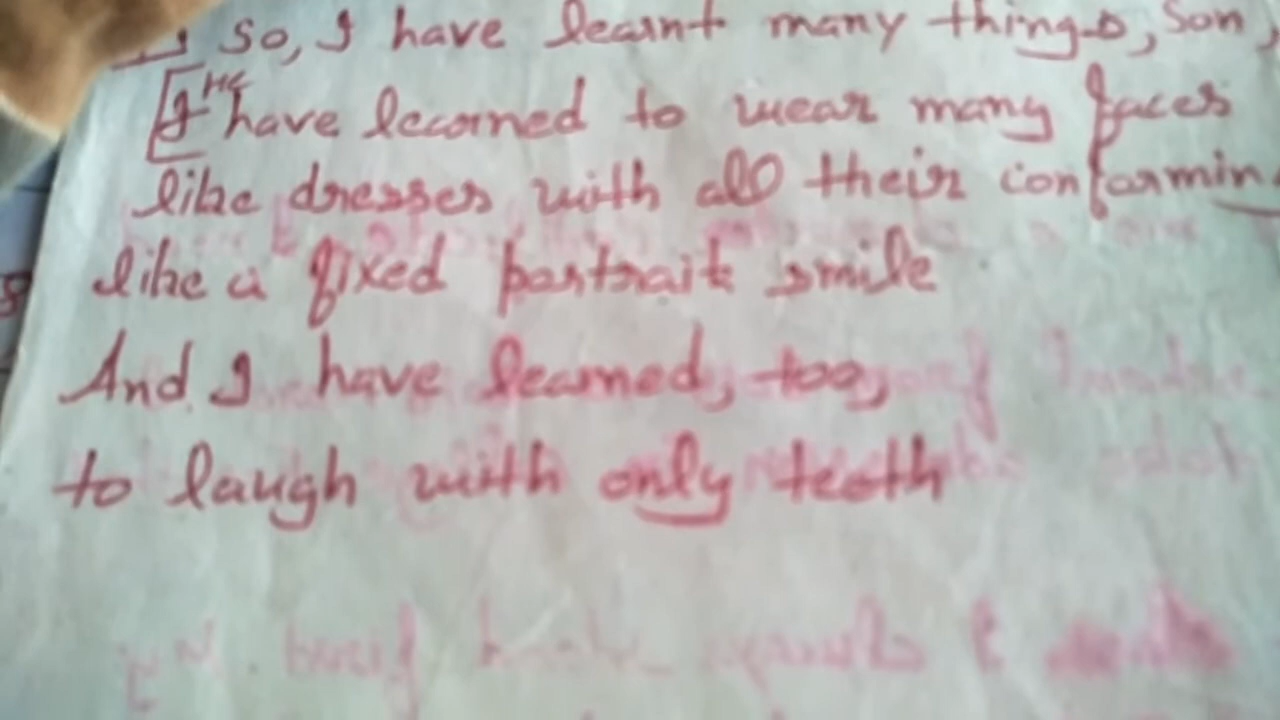 so, I have learnt many things, Son,
[I HC have learned to wear many faces
like dresses with all their conformin
like a fixed portrait smile
And I have learned, too,
to laugh with only teeth